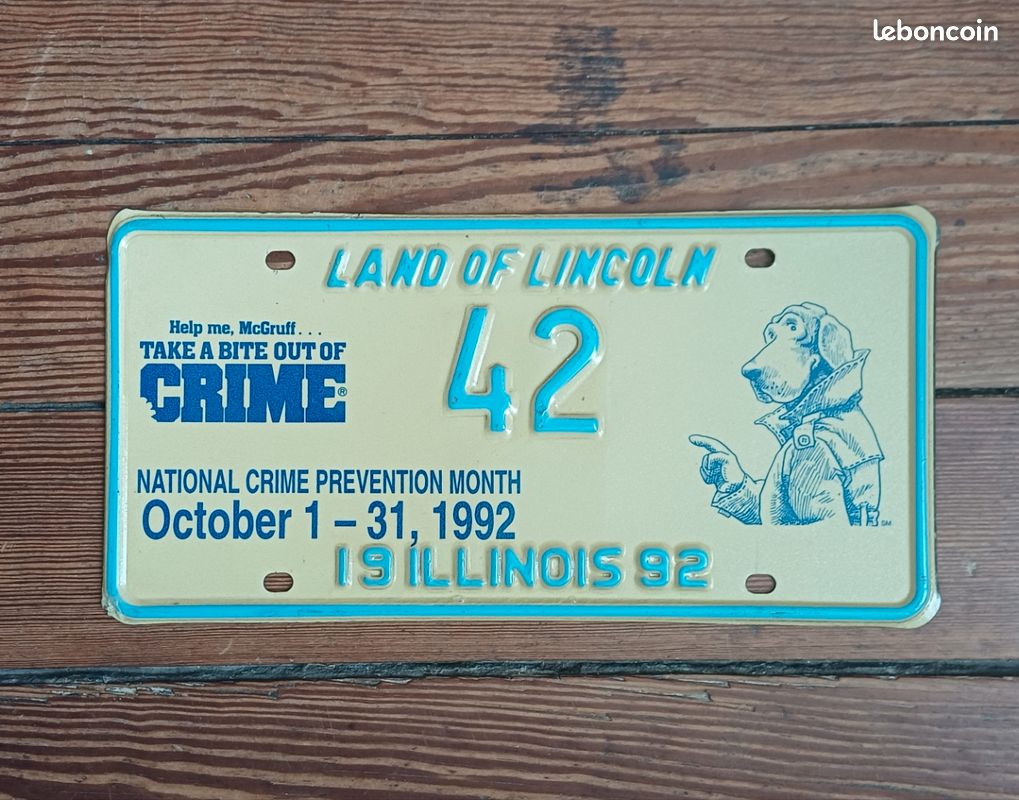 leboncoin
LAND OF LINCOLN
42
Help me, McGruff...
TAKE A BITE OUT OF
CRIME®
NATIONAL CRIME PREVENTION MONTH
October 1 – 31, 1992
19 ILLINOIS 92
SM